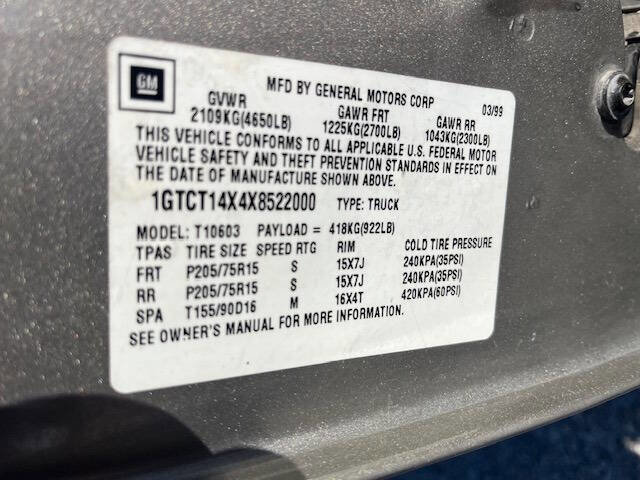 GM
MFD BY GENERAL MOTORS CORP 03/99
GVWR GAWR FRT GAWR RR
2109KG(4650LB) 1225KG(2700LB) 1043KG(2300LB)
THIS VEHICLE CONFORMS TO ALL APPLICABLE U.S. FEDERAL MOTOR
VEHICLE SAFETY AND THEFT PREVENTION STANDARDS IN EFFECT ON
THE DATE OF MANUFACTURE SHOWN ABOVE.
1GTCT14X4X8522000 TYPE: TRUCK
MODEL: T10603 PAYLOAD = 418KG(922LB)
TPAS TIRE SIZE SPEED RTG RIM COLD TIRE PRESSURE
FRT P205/75R15 S 15X7J 240KPA(35PSI)
RR P205/75R15 S 15X7J 240KPA(35PSI)
SPA T155/90D16 M 16X4T 420KPA(60PSI)
SEE OWNER'S MANUAL FOR MORE INFORMATION.